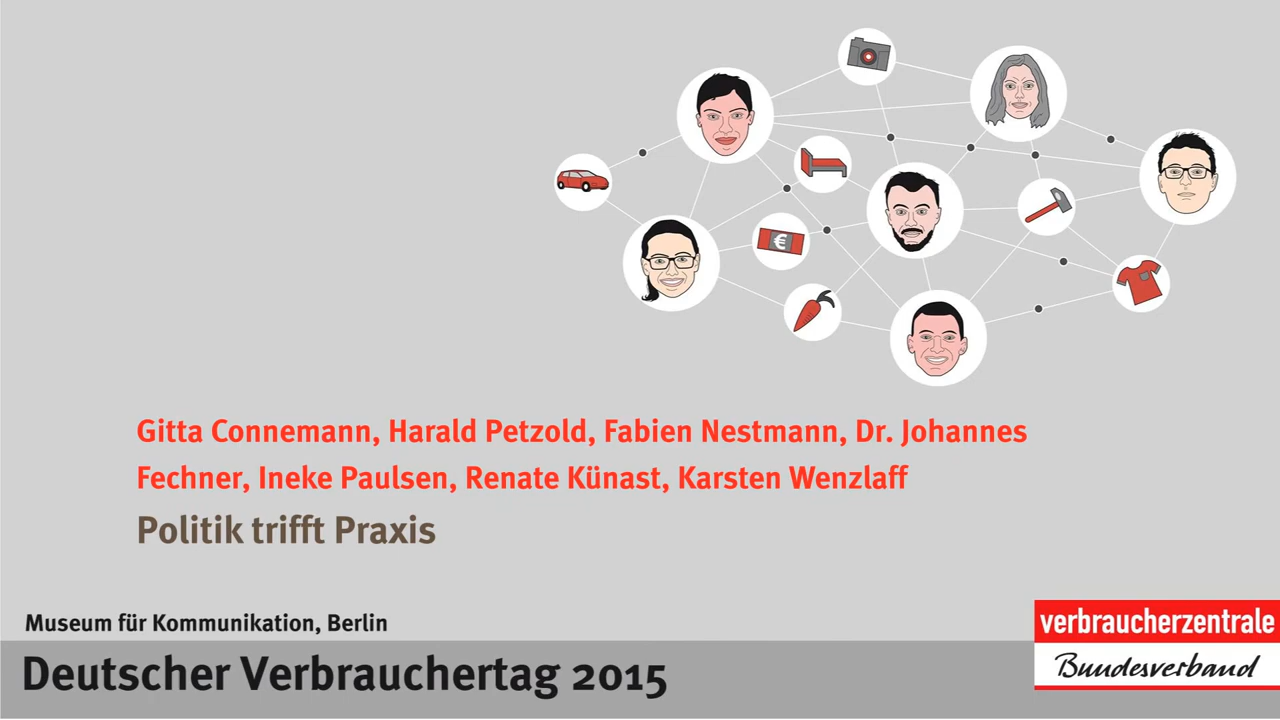 €
Gitta Connemann, Harald Petzold, Fabien Nestmann, Dr. Johannes
Fechner, Ineke Paulsen, Renate Künast, Karsten Wenzlaff
Politik trifft Praxis
Museum für Kommunikation, Berlin
Deutscher Verbrauchertag 2015
verbraucherzentrale
Bundesverband